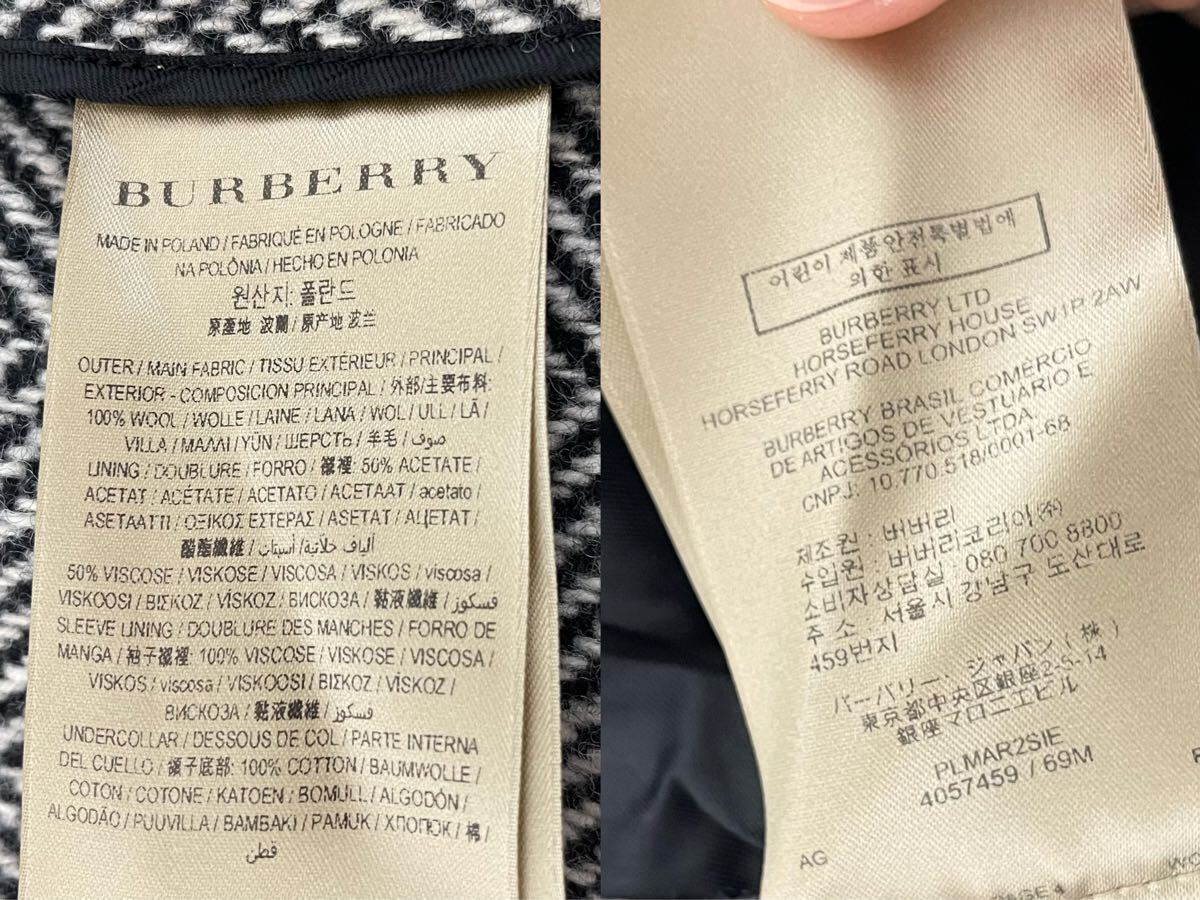 BURBERRY
MADE IN POLAND / FABRIQUÉ EN POLOGNE / FABRICADO
NA POLÔNIA / HECHO EN POLONIA
원산지: 폴란드
原產地 波蘭 / 原产地 波兰
OUTER / MAIN FABRIC / TISSU EXTÉRIEUR / PRINCIPAL /
EXTERIOR - COMPOSICION PRINCIPAL / 外部/主要布料:
100% WOOL / WOLLE / LAINE / LANA / WOL / ULL / LÃ /
VILLA / ΜΑΛΛΙ / YÜN / ШЕРСТЬ / 羊毛 / صوف
LINING / DOUBLURE / FORRO / 襯裡: 50% ACETATE /
ACETAT / ACÉTATE / ACETATO / ACETAAT / acetato /
ASETAATTI / ΟΞΙΚΟΣ ΕΣΤΕΡΑΣ / ASETAT / АЦЕТАТ /
醋酯纖維 / ألياف خلاتية/ أسيتات /
50% VISCOSE / VISKOSE / VISCOSA / VISKOS / viscosa /
VISKOOSI / ΒΙΣΚΟΖ / VİSKOZ / ВИСКОЗА / 黏液纖維 / فسكوز
SLEEVE LINING / DOUBLURE DES MANCHES / FORRO DE
MANGA / 袖子襯裡: 100% VISCOSE / VISKOSE / VISCOSA /
VISKOS / viscosa / VISKOOSI / ΒΙΣΚΟΖ / VİSKOZ /
ВИСКОЗА / 黏液纖維 / فسكوز
UNDERCOLLAR / DESSOUS DE COL / PARTE INTERNA
DEL CUELLO / 領子底部: 100% COTTON / BAUMWOLLE /
COTON / COTONE / KATOEN / BOMULL / ALGODÓN /
ALGODÃO / PUUVILLA / ΒΑΜΒΑΚΙ / PAMUK / ХЛОПОК / 棉 /
قطن
어린이 제품안전특별법에
의한 표시
BURBERRY LTD
HORSEFERRY HOUSE
HORSEFERRY ROAD LONDON SW1P 2AW
BURBERRY BRASIL COMÉRCIO
DE ARTIGOS DE VESTUÁRIO E
ACESSÓRIOS LTDA
CNPJ: 10.770.518/0001-68
제조원 : 버버리
수입원 : 버버리코리아(주)
소비자상담실 : 080 700 8800
주 소 : 서울시 강남구 도산대로
459번지
バーバリー・ジャパン(株)
東京都中央区銀座2-5-14
銀座マロニエビル
PLMAR2SIE
4057459 / 69M
AG